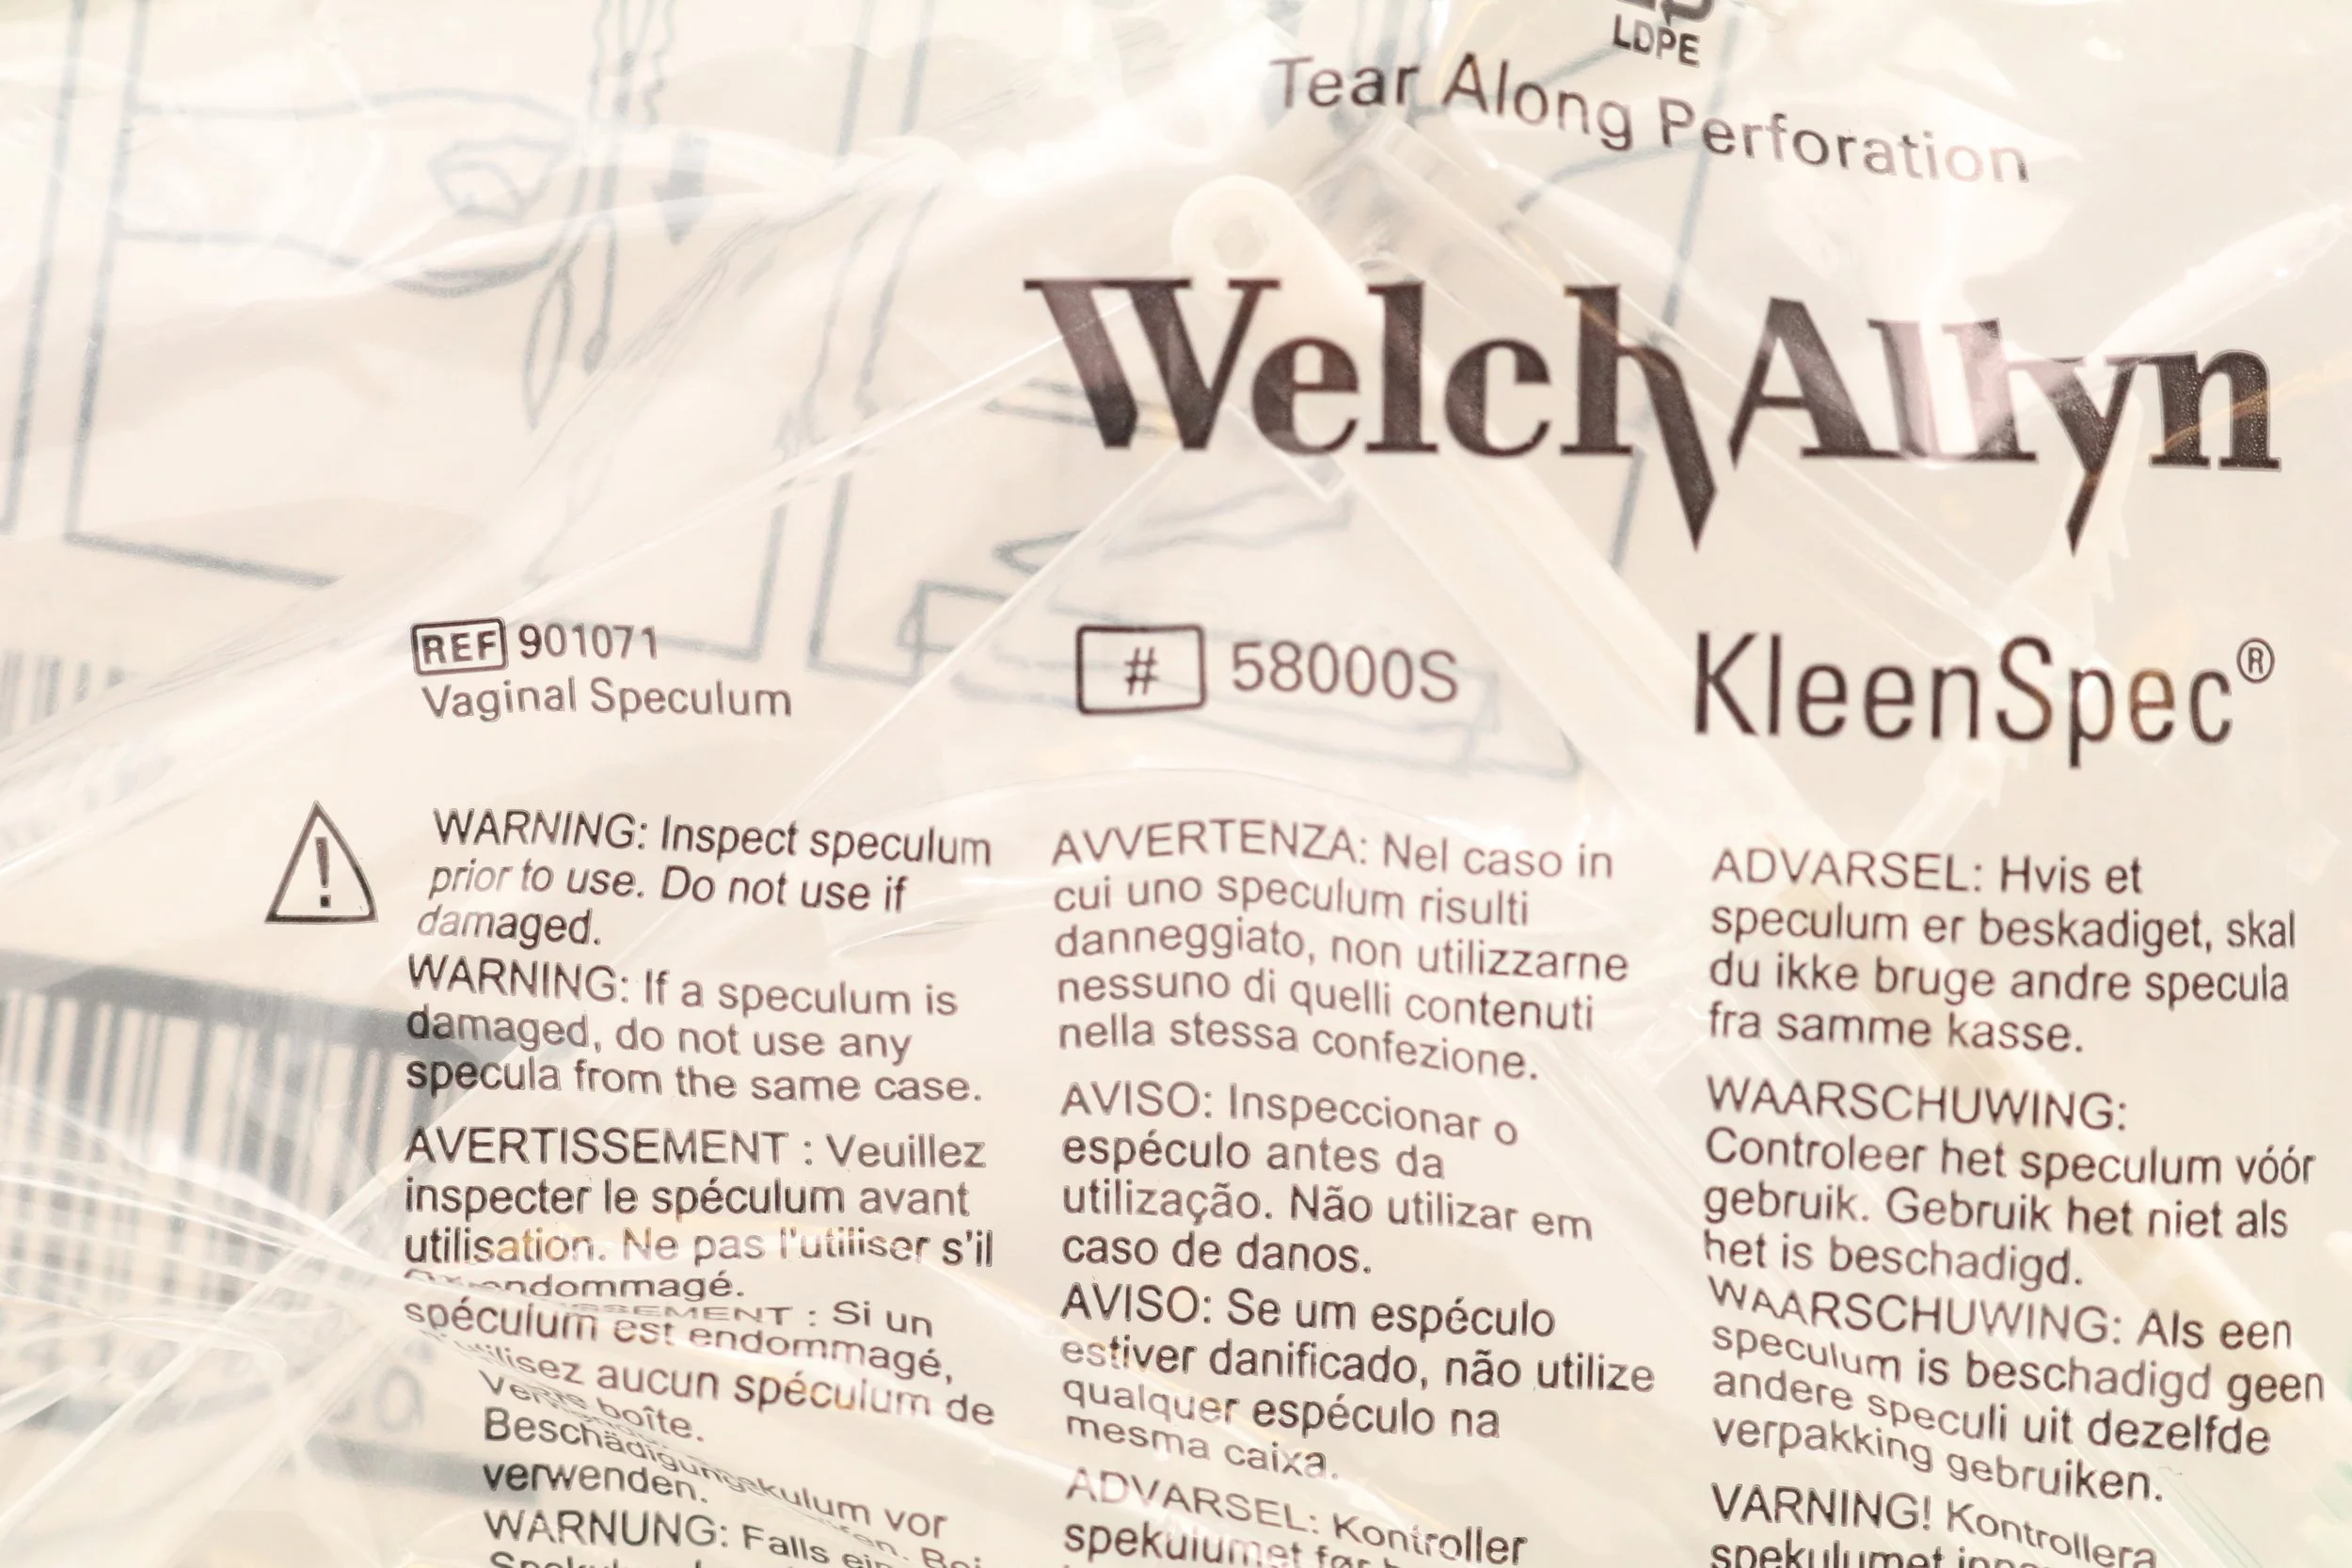 LDPE
Tear Along Perforation
WelchAllyn
REF 901071
Vaginal Speculum
# 58000S
KleenSpec®
WARNING: Inspect speculum
prior to use. Do not use if
damaged.
WARNING: If a speculum is
damaged, do not use any
specula from the same case.
AVERTISSEMENT : Veuillez
inspecter le spéculum avant
utilisation. Ne pas l'utiliser s'il
endommagé.
: Si un
spéculum est endommagé,
aucun spéculum de
boîte.
vor
verwenden.
WARNUNG: Falls
AVVERTENZA: Nel caso in
cui uno speculum risulti
danneggiato, non utilizzarne
nessuno di quelli contenuti
nella stessa confezione.
AVISO: Inspeccionar o
espéculo antes da
utilização. Não utilizar em
caso de danos.
AVISO: Se um espéculo
estiver danificado, não utilize
qualquer espéculo na
mesma caixa.
ADVARSEL: Kontroller
spekulumet før
ADVARSEL: Hvis et
speculum er beskadiget, skal
du ikke bruge andre specula
fra samme kasse.
WAARSCHUWING:
Controleer het speculum vóór
gebruik. Gebruik het niet als
het is beschadigd.
WAARSCHUWING: Als een
speculum is beschadigd geen
andere speculi uit dezelfde
verpakking gebruiken.
VARNING! Kontrollera
spekulumet